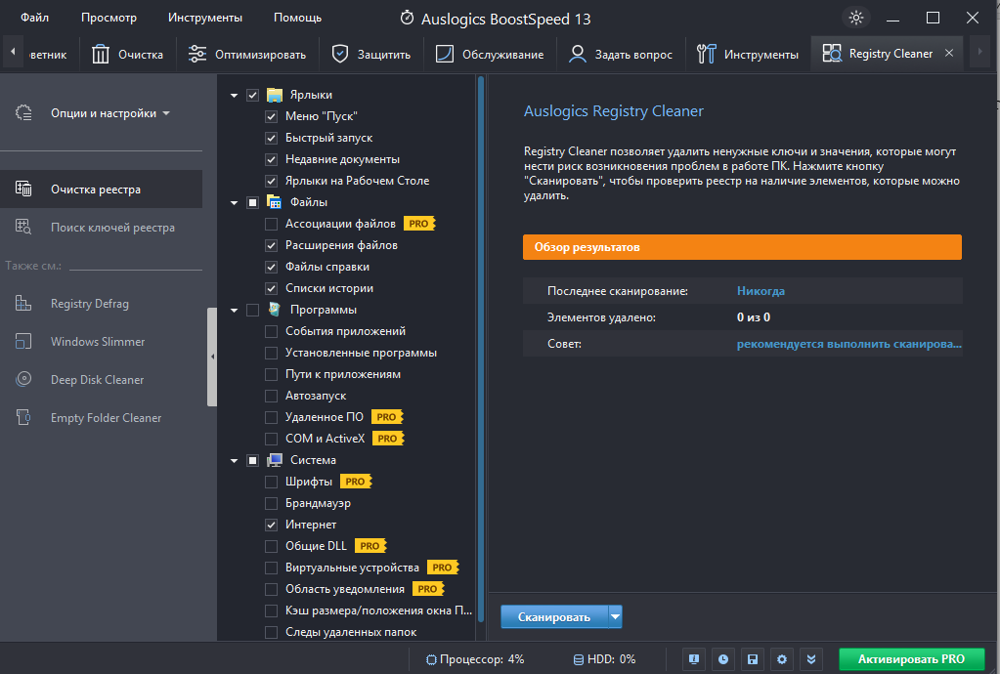 Файл Просмотр Инструменты Помощь Auslogics BoostSpeed 13
ветник Очистка Оптимизировать Защитить Обслуживание Задать вопрос Инструменты Registry Cleaner
Опции и настройки
Очистка реестра
Поиск ключей реестра
Также см.:
Registry Defrag
Windows Slimmer
Deep Disk Cleaner
Empty Folder Cleaner
Ярлыки
Меню "Пуск"
Быстрый запуск
Недавние документы
Ярлыки на Рабочем Столе
Файлы
Ассоциации файлов PRO
Расширения файлов
Файлы справки
Списки истории
Программы
События приложений
Установленные программы
Пути к приложениям
Автозапуск
Удаленное ПО PRO
COM и ActiveX PRO
Система
Шрифты PRO
Брандмауэр
Интернет
Общие DLL PRO
Виртуальные устройства PRO
Область уведомления PRO
Кэш размера/положения окна П...
Следы удаленных папок
Auslogics Registry Cleaner
Registry Cleaner позволяет удалить ненужные ключи и значения, которые могут
нести риск возникновения проблем в работе ПК. Нажмите кнопку
"Сканировать", чтобы проверить реестр на наличие элементов, которые можно
удалить.
Обзор результатов
Последнее сканирование: Никогда
Элементов удалено: 0 из 0
Совет: рекомендуется выполнить сканирова...
Сканировать
Процессор: 4% HDD: 0% Активировать PRO